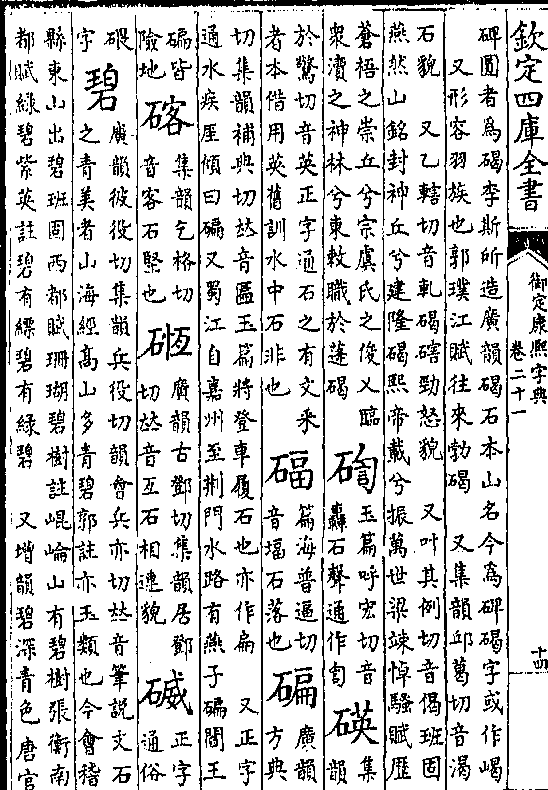 欽定四庫全書
御定康熙字典
卷二十一
十四
碑圓者為碣李斯所造廣韻碣石本山名今為碑碣字或作嵑
又形容羽族也郭璞江賦往來勃碣 又集韻邱葛切音渴
石貌 又乙轄切音軋碣磍勁怒貌 又叶其例切音偈班固
燕然山銘封神丘兮建隆碣熙帝載兮振萬世梁竦悼騷賦歷
蒼梧之崇丘兮宗虞氏之俊乂臨
衆瀆之神林兮東敕職於蓬碣
玉篇呼宏切音
轟石聲通作訇
碤
集
韻
於驚切音英正字通石之有文釆
者本借用英舊訓水中石非也
篇海普逼切
音堛石落也
碥
廣韻
方典
切集韻補典切𠀤音匾玉篇將登車履石也亦作扁 又正字
通水疾厓傾曰碥又蜀江自嘉州至荆門水路有燕子碥閻王
碥皆
險地
碦
集韻乞格切
音客石堅也
廣韻古鄧切集韻居鄧
切𠀤音亙石相連貌
正字
通俗
碨
字
碧
廣韻彼役切集韻兵役切韻會兵亦切𠀤音筆說文石
之青美者山海經高山多青碧郭註亦玉類也今會稽
縣東山出碧班固西都賦珊瑚碧樹註崐崘山有碧樹張衡南
都賦綠碧紫英註碧有縹碧有綠碧 又增韻碧深青色唐官